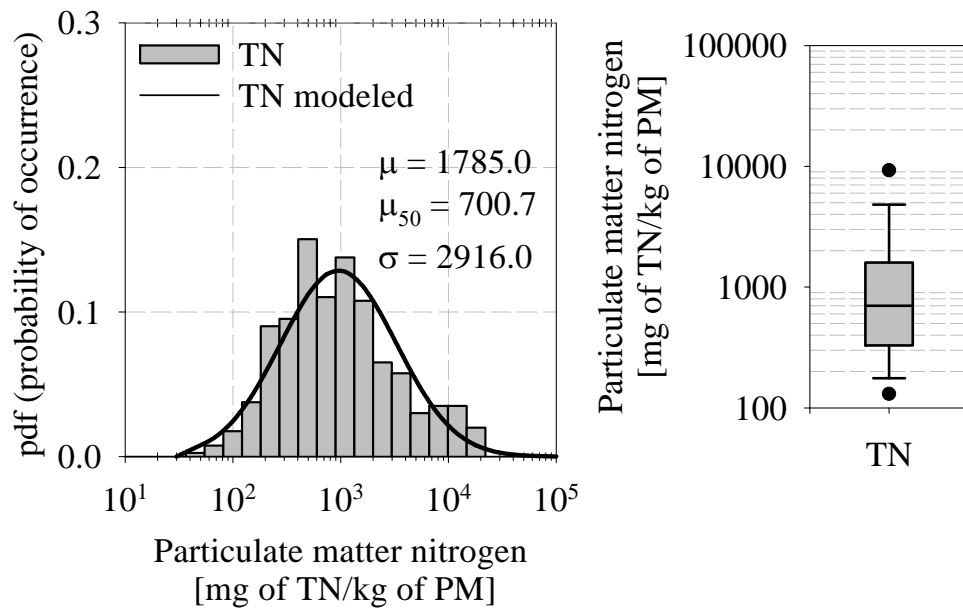 0.3
0.2
0.1
0.0
pdf (probability of occurrence)
TN
TN modeled
μ = 1785.0
μ₅₀ = 700.7
σ = 2916.0
10¹ 10² 10³ 10⁴ 10⁵
Particulate matter nitrogen
[mg of TN/kg of PM]
Particulate matter nitrogen
[mg of TN/kg of PM]
100000
10000
1000
100
TN